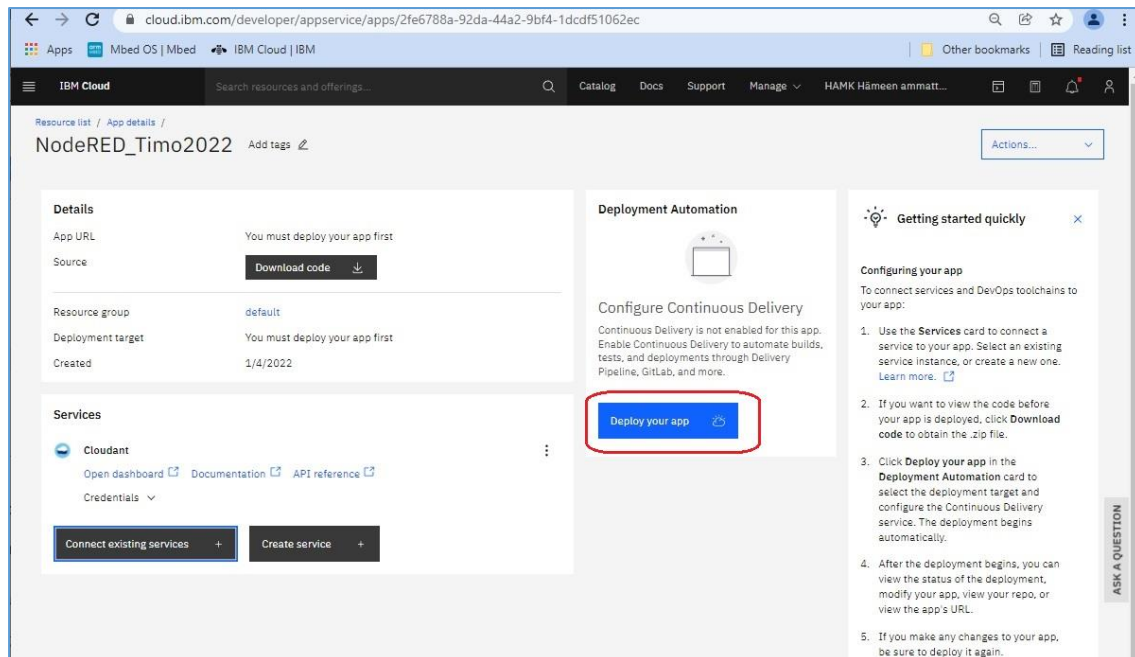 cloud.ibm.com/developer/appservice/apps/2fe6788a-92da-44a2-9bf4-1dcdf51062ec
Apps
Mbed OS | Mbed
IBM Cloud | IBM
Other bookmarks
Reading list
IBM Cloud
Search resources and offerings...
Catalog
Docs
Support
Manage
HAMK Hämeen ammatt...
Resource list / App details /
NodeRED_Timo2022
Add tags
Actions...
Details
App URL
You must deploy your app first
Source
Download code
Resource group
default
Deployment target
You must deploy your app first
Created
1/4/2022
Services
Cloudant
Open dashboard
Documentation
API reference
Credentials
Connect existing services +
Create service +
Deployment Automation
Configure Continuous Delivery
Continuous Delivery is not enabled for this app.
Enable Continuous Delivery to automate builds,
tests, and deployments through Delivery
Pipeline, GitLab, and more.
Deploy your app
Getting started quickly
Configuring your app
To connect services and DevOps toolchains to
your app:
1. Use the Services card to connect a
service to your app. Select an existing
service instance, or create a new one.
Learn more.
2. If you want to view the code before
your app is deployed, click Download
code to obtain the .zip file.
3. Click Deploy your app in the
Deployment Automation card to
select the deployment target and
configure the Continuous Delivery
service. The deployment begins
automatically.
4. After the deployment begins, you can
view the status of the deployment,
modify your app, view your repo, or
view the app's URL.
5. If you make any changes to your app,
be sure to deploy it again.
ASK A QUESTION